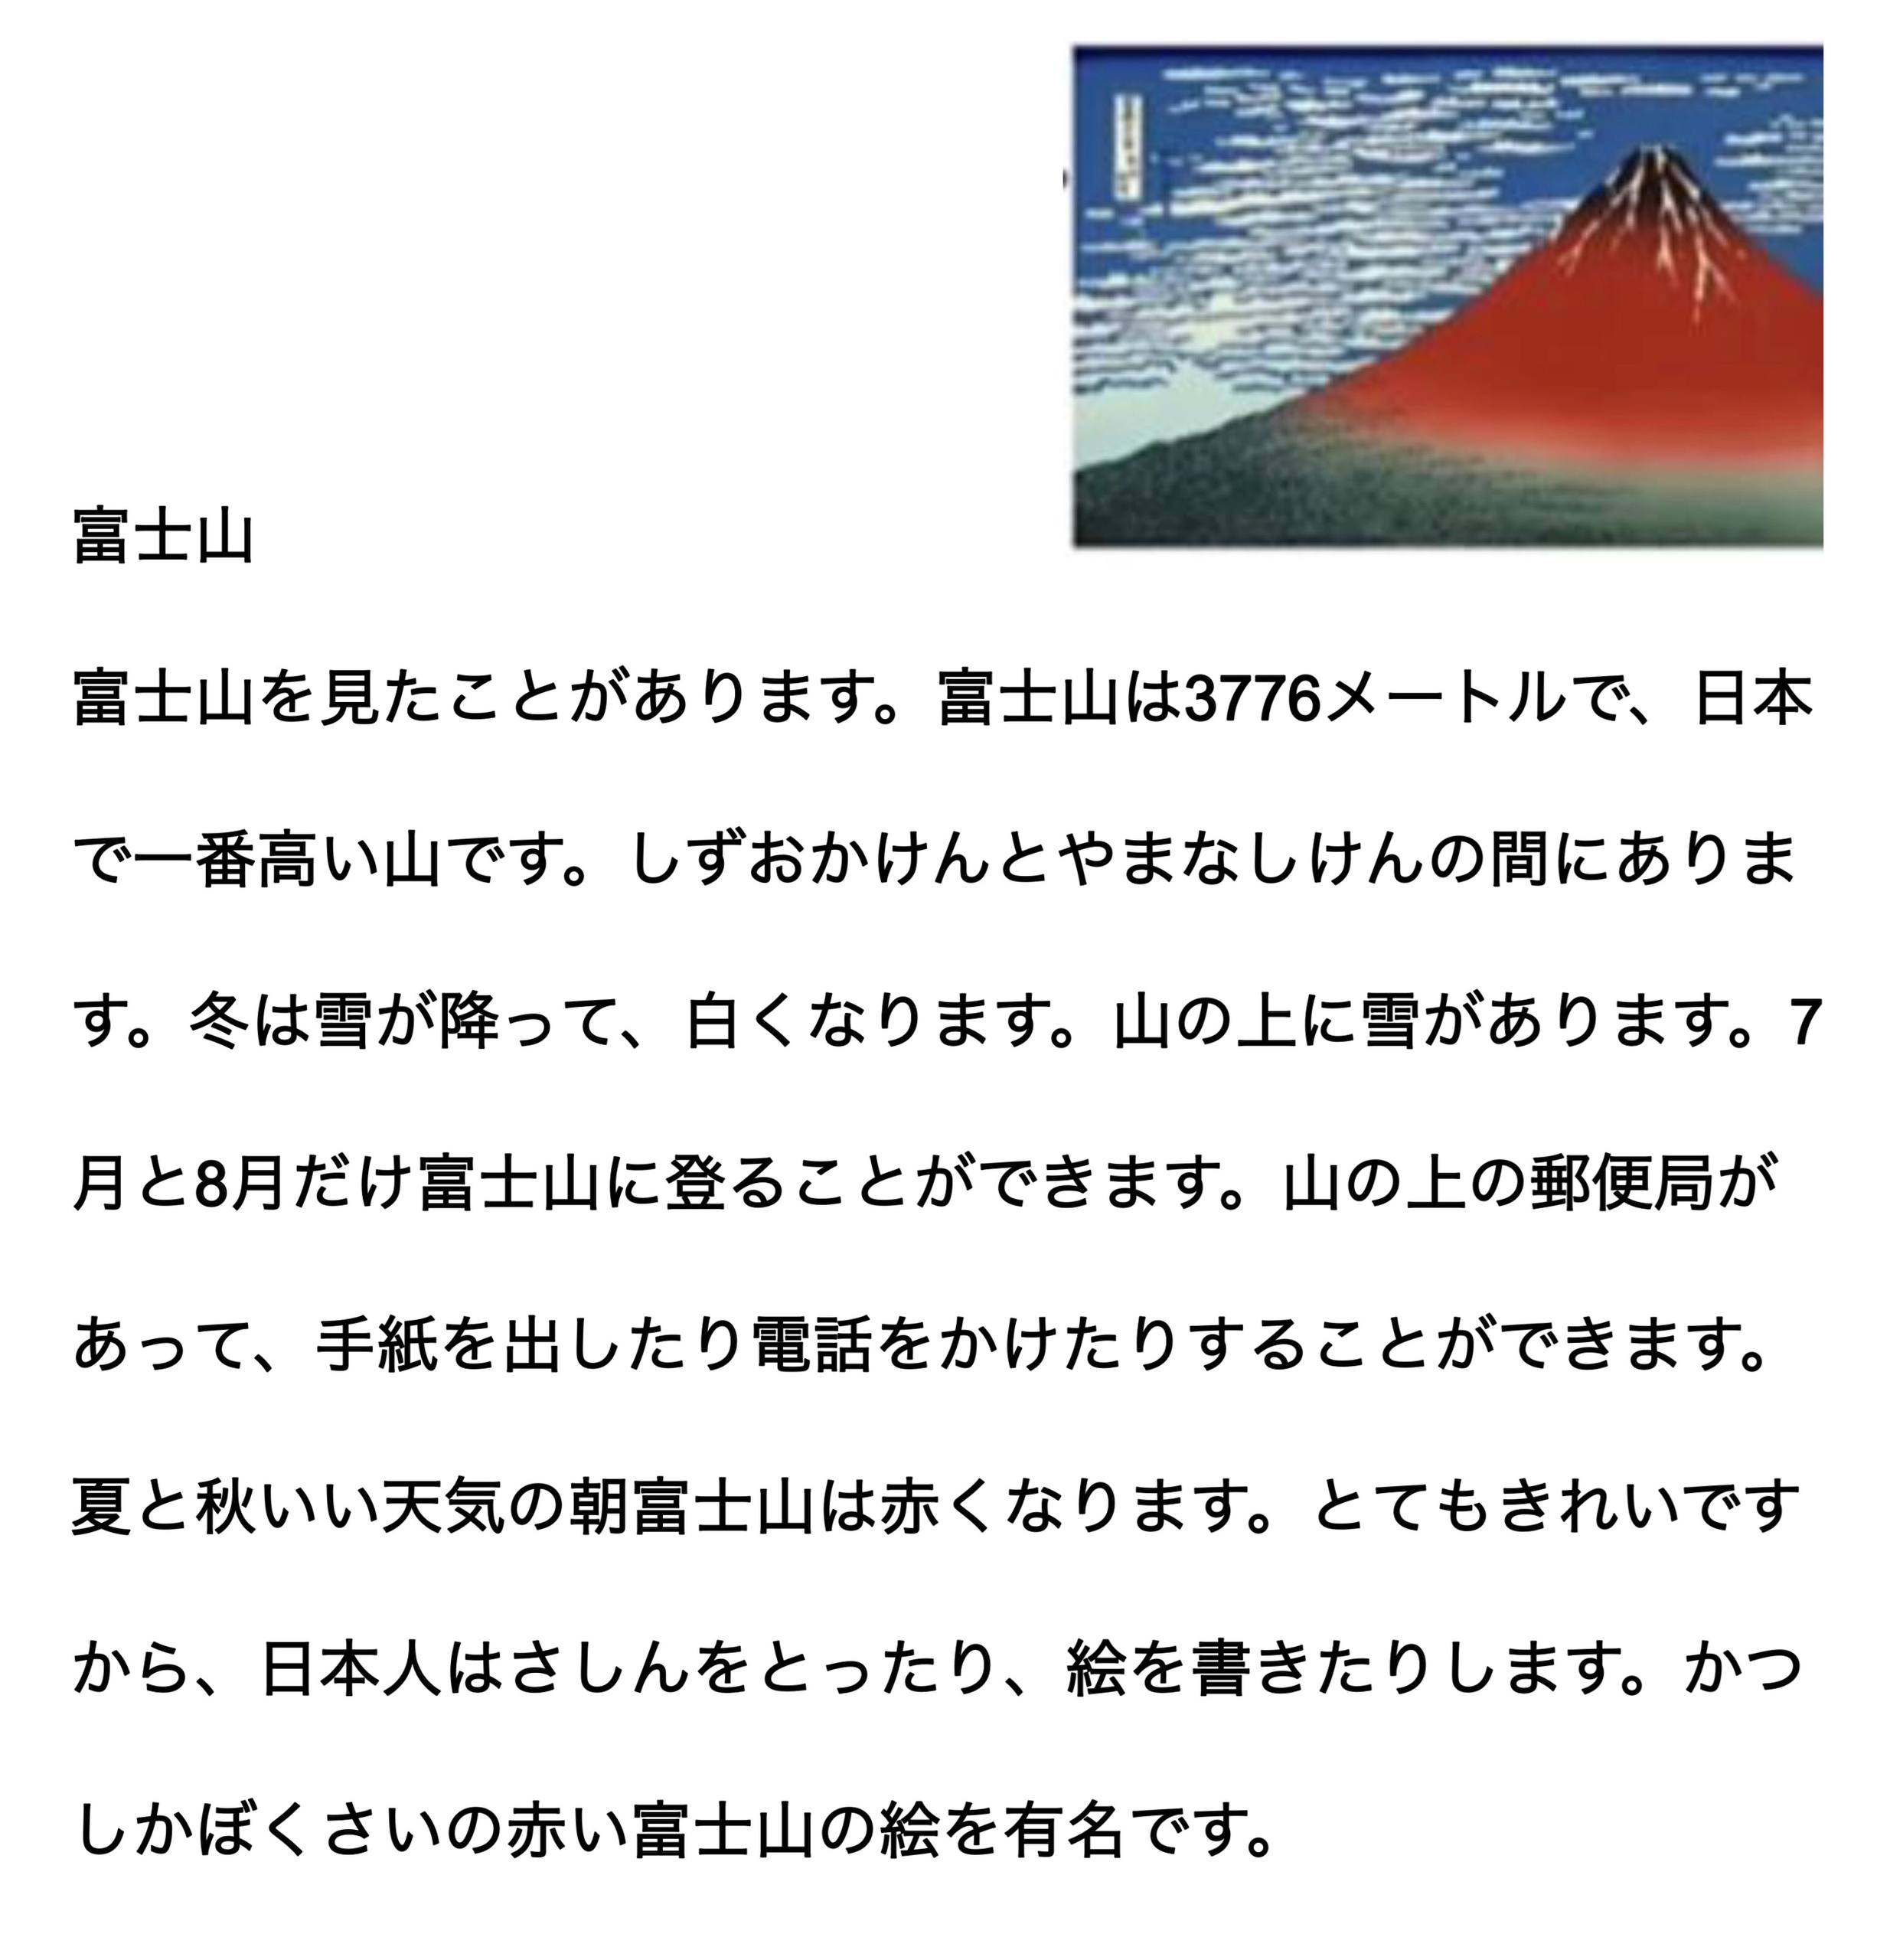 富士山
富士山を見たことがあります。富士山は3776メートルで、日本
で一番高い山です。しずおかけんとやまなしけんの間にありま
す。冬は雪が降って、白くなります。山の上に雪があります。7
月と8月だけ富士山に登ることができます。山の上の郵便局が
あって、手紙を出したり電話をかけたりすることができます。
夏と秋いい天気の朝富士山は赤くなります。とてもきれいです
から、日本人はさしんをとったり、絵を書きたりします。かつ
しかぼくさいの赤い富士山の絵を有名です。